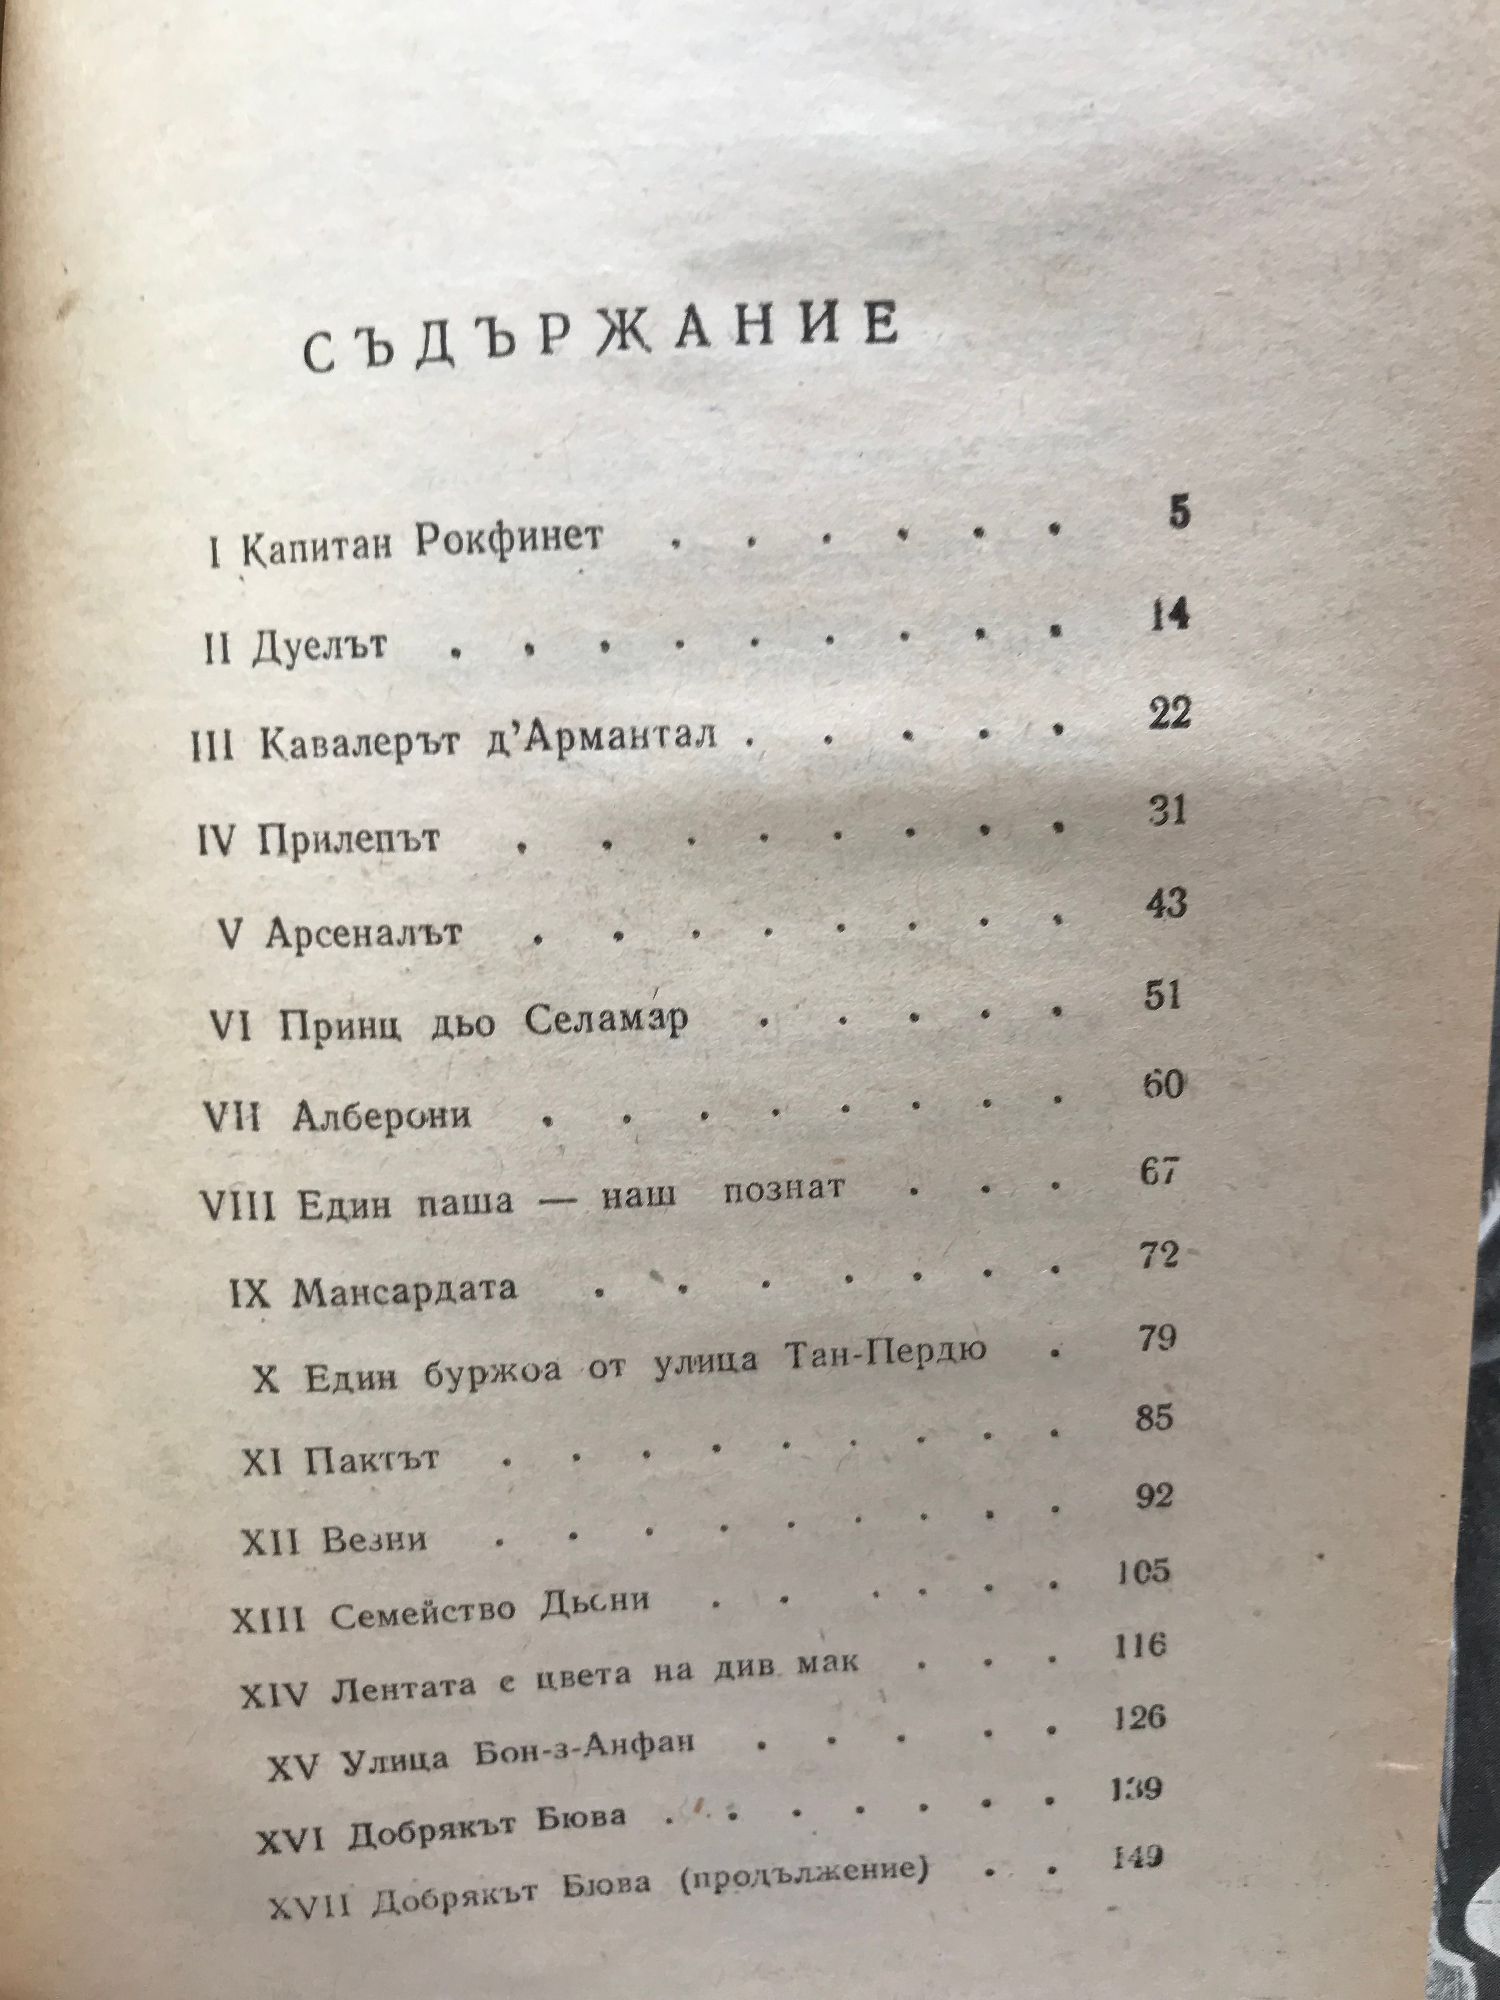 СЪДЪРЖАНИЕ
I Капитан Рокфинет . . . . . . 5
II Дуелът . . . . . . . . . 14
III Кавалерът д’Армантал . . . . . 22
IV Прилепът . . . . . . . . 31
V Арсеналът . . . . . . . . 43
VI Принц дьо Селамар . . . . . 51
VII Алберони . . . . . . . . 60
VIII Един паша — наш познат . . . 67
IX Мансардата . . . . . . . 72
X Един буржоа от улица Тан-Пердю . 79
XI Пактът . . . . . . . . . 85
XII Везни . . . . . . . . . 92
XIII Семейство Дьони . . . . . . 105
XIV Лентата с цвета на див мак . . . 116
XV Улица Бон-з-Анфан . . . . . 126
XVI Добрякът Бюва . . . . . . . 139
XVII Добрякът Бюва (продължение) . . 149